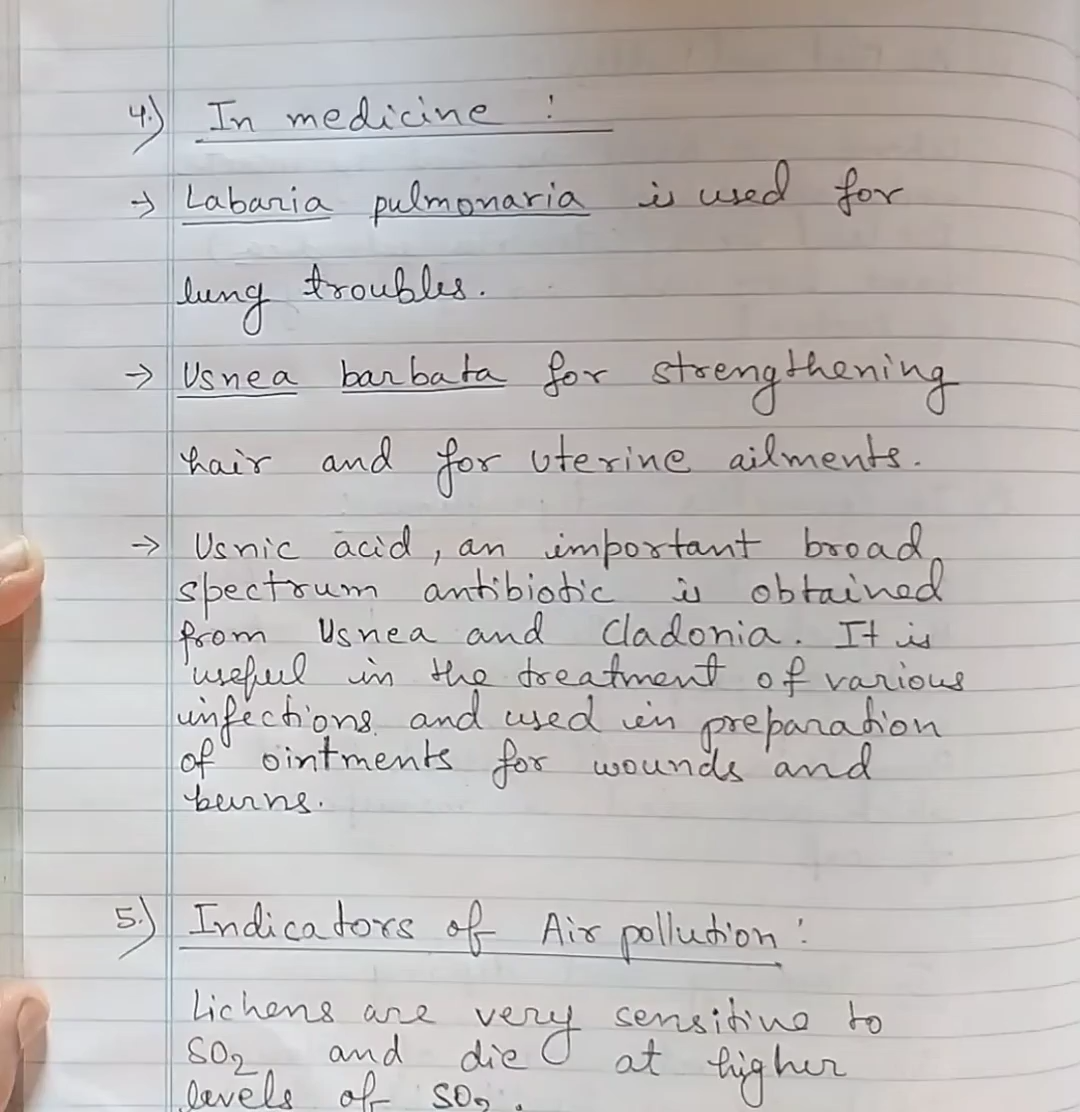 4.) In medicine :
→ Labaria pulmonaria is used for
lung troubles.
→ Usnea barbata for strengthening
hair and for uterine ailments.
→ Usnic acid, an important broad
spectrum antibiotic is obtained
from Usnea and Cladonia. It is
useful in the treatment of various
infections and used in preparation
of ointments for wounds and
burns.
5.) Indicators of Air pollution :
Lichens are very sensitive to
SO₂ and die at higher
levels of SO₂.